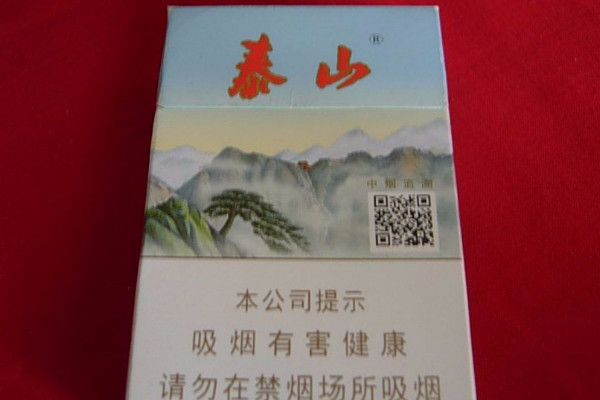 泰山®
中烟追溯
本公司提示
吸烟有害健康
请勿在禁烟场所吸烟